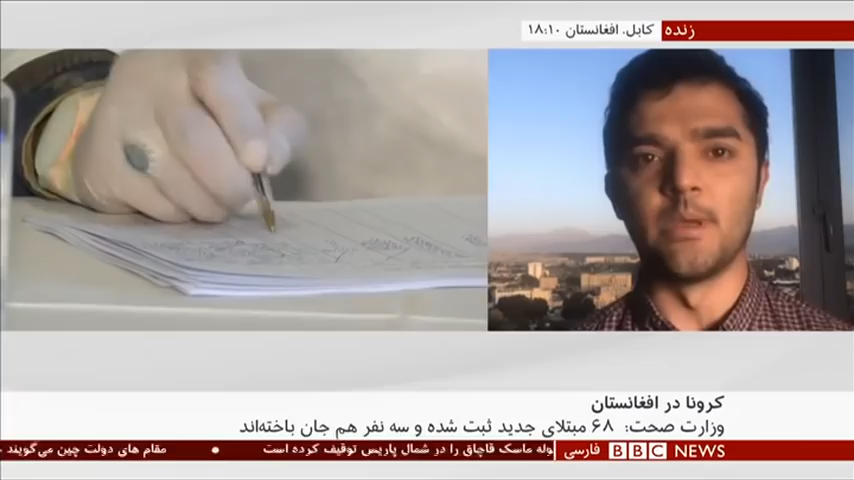 زنده
کابل، افغانستان ۱۸:۱۰
کرونا در افغانستان
وزارت صحت: ۶۸ مبتلای جدید ثبت شده و سه نفر هم جان باخته‌اند
BBC NEWS فارسی
وله ماسک قاچاق را در شمال پاریس توقیف کرده است • مقام های دولت چین می‌گویند